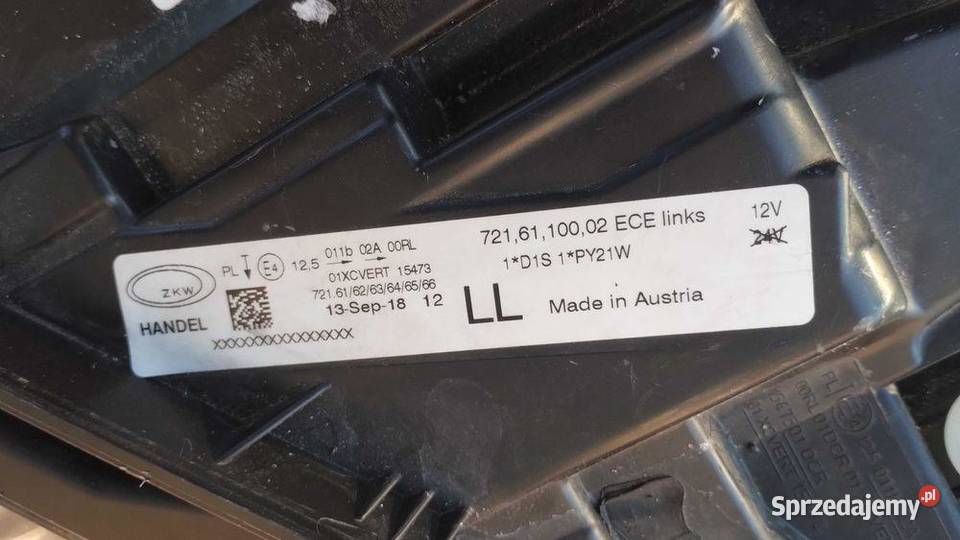 721,61,100,02 ECE links
12V
24V
1*D1S 1*PY21W
LL
Made in Austria
ZKW
HANDEL
PL
E4
12,5
011b 02A 00RL
01XCVERT 15473
721.61/62/63/64/65/66
13-Sep-18 12
XXXXXXXXXXXXXXX
PL
Sprzedajemy.pl